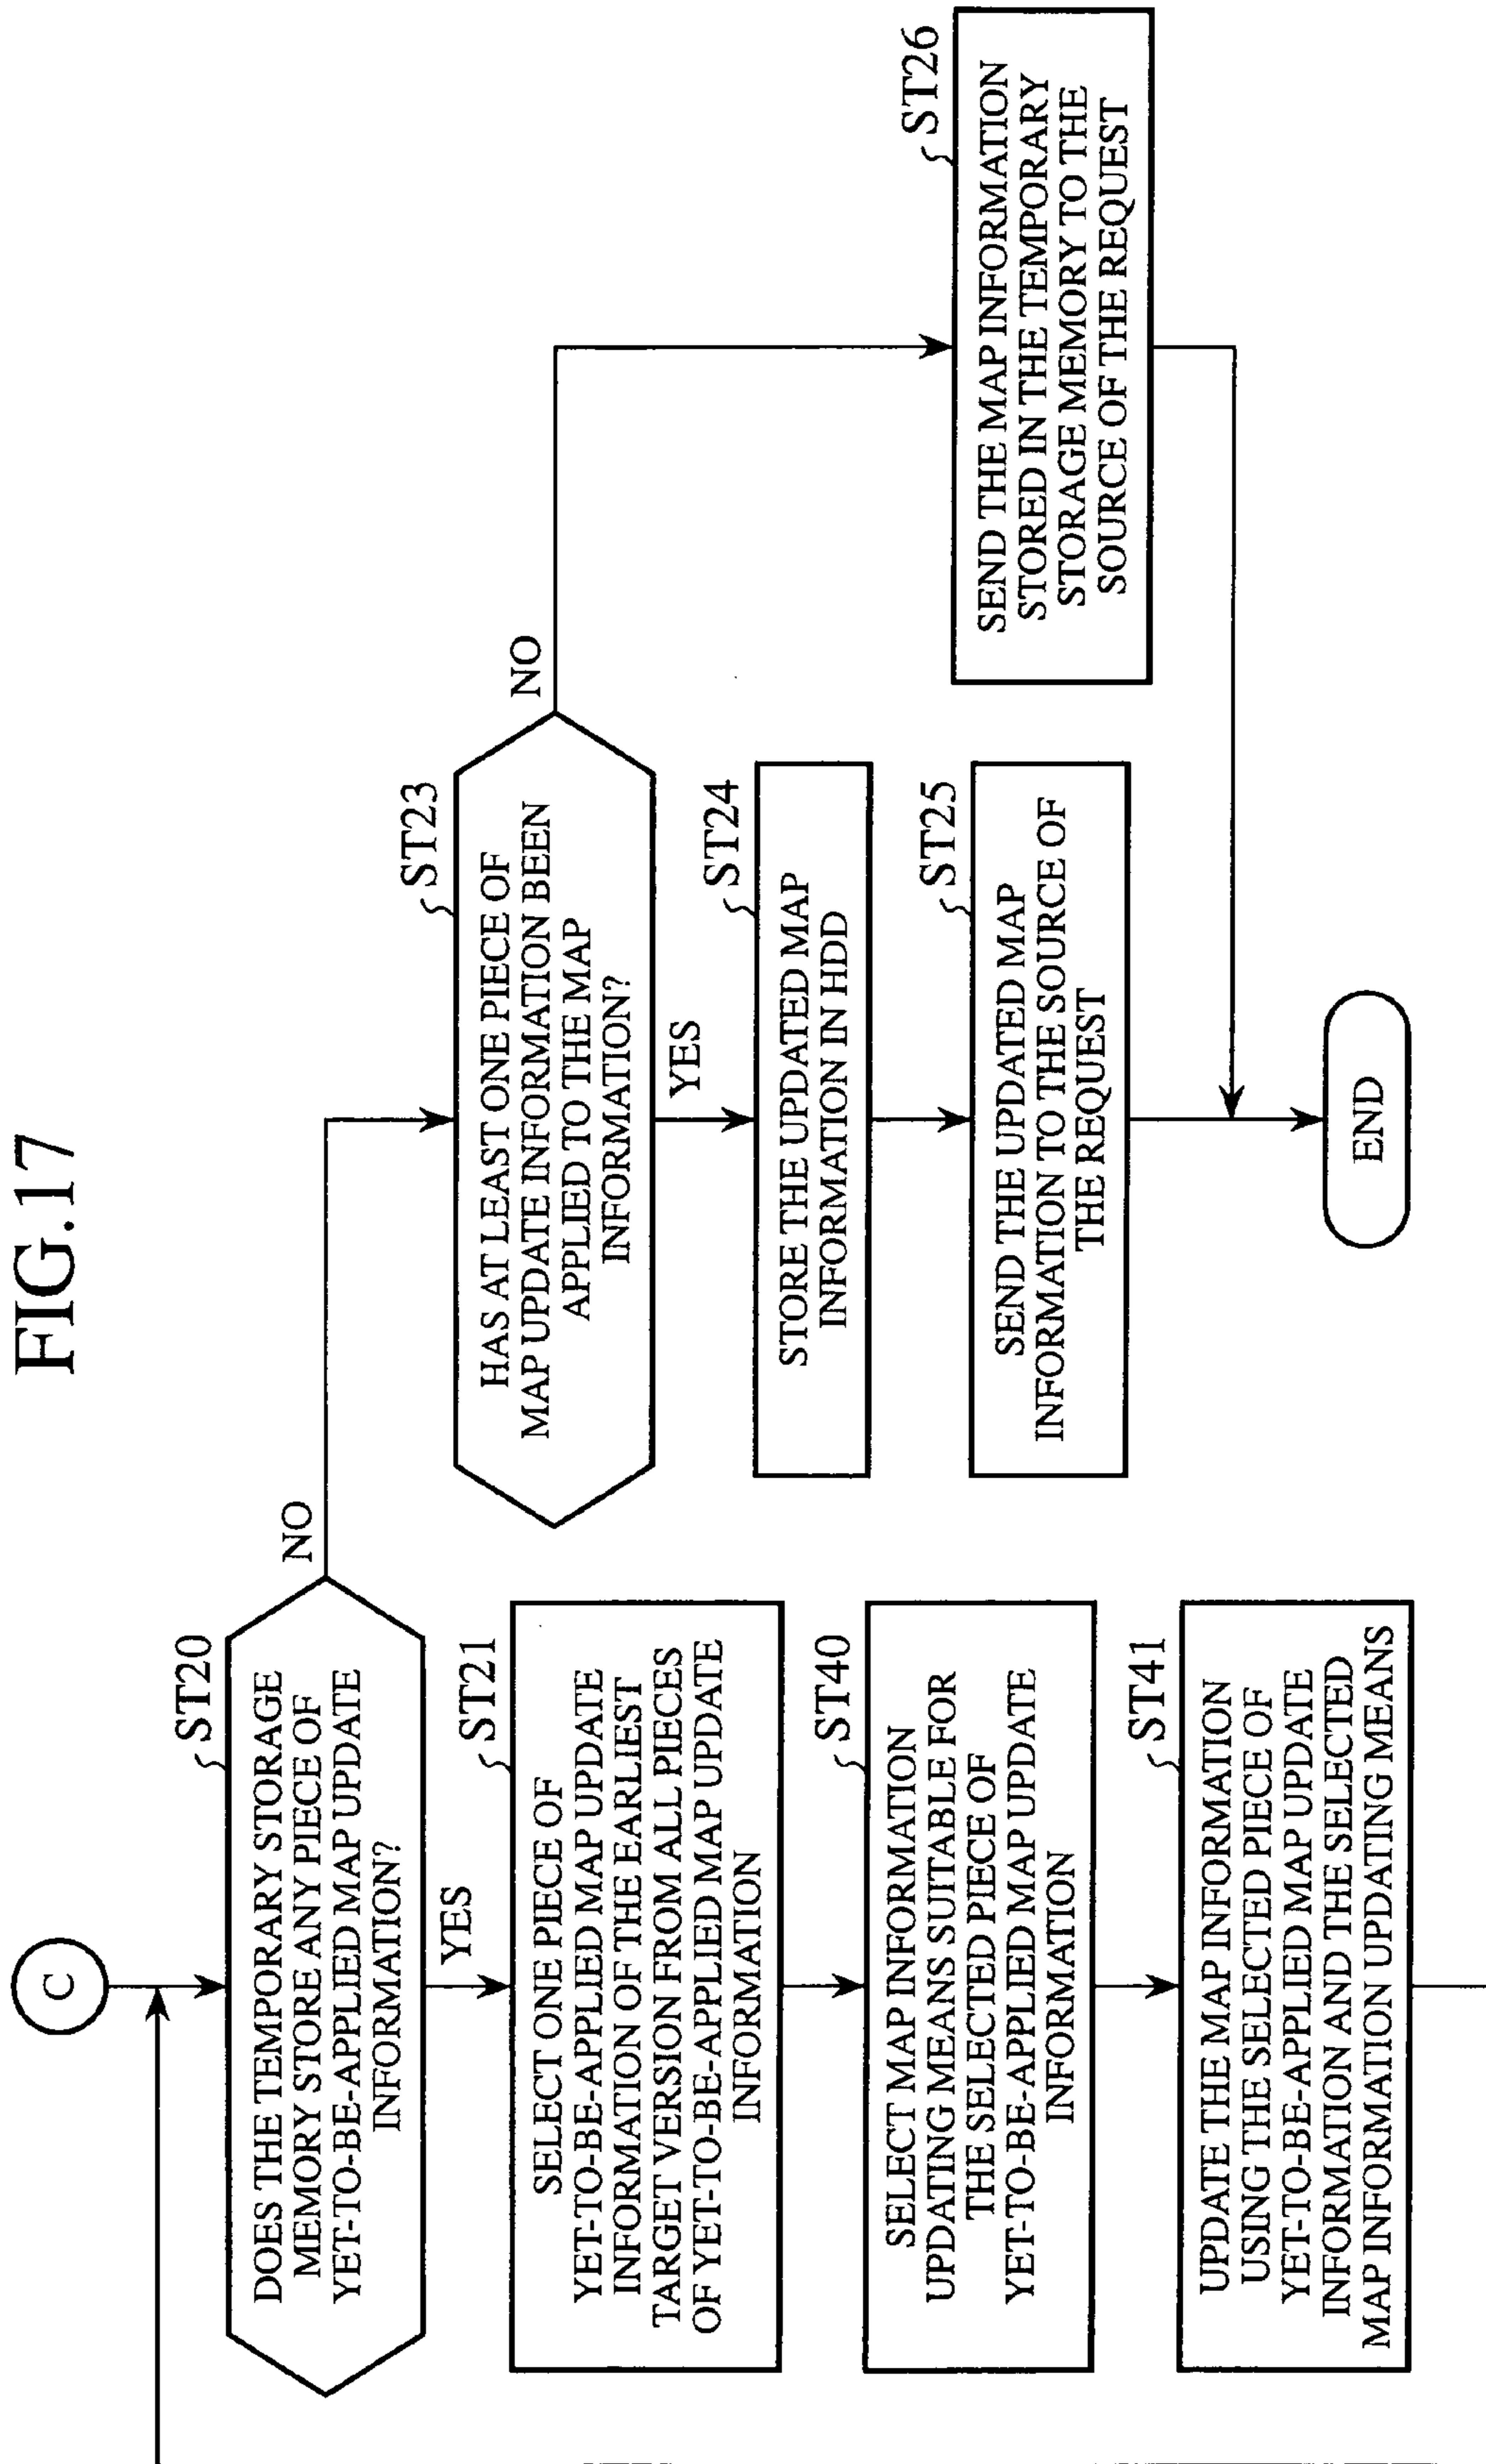 FIG.17
C
ST20
DOES THE TEMPORARY STORAGE
MEMORY STORE ANY PIECE OF
YET-TO-BE-APPLIED MAP UPDATE
INFORMATION?
NO
YES
ST21
SELECT ONE PIECE OF
YET-TO-BE-APPLIED MAP UPDATE
INFORMATION OF THE EARLIEST
TARGET VERSION FROM ALL PIECES
OF YET-TO-BE-APPLIED MAP UPDATE
INFORMATION
ST40
SELECT MAP INFORMATION
UPDATING MEANS SUITABLE FOR
THE SELECTED PIECE OF
YET-TO-BE-APPLIED MAP UPDATE
INFORMATION
ST41
UPDATE THE MAP INFORMATION
USING THE SELECTED PIECE OF
YET-TO-BE-APPLIED MAP UPDATE
INFORMATION AND THE SELECTED
MAP INFORMATION UPDATING MEANS
ST23
HAS AT LEAST ONE PIECE OF
MAP UPDATE INFORMATION BEEN
APPLIED TO THE MAP
INFORMATION?
NO
YES
ST24
STORE THE UPDATED MAP
INFORMATION IN HDD
ST25
SEND THE UPDATED MAP
INFORMATION TO THE SOURCE OF
THE REQUEST
ST26
SEND THE MAP INFORMATION
STORED IN THE TEMPORARY
STORAGE MEMORY TO THE
SOURCE OF THE REQUEST
END